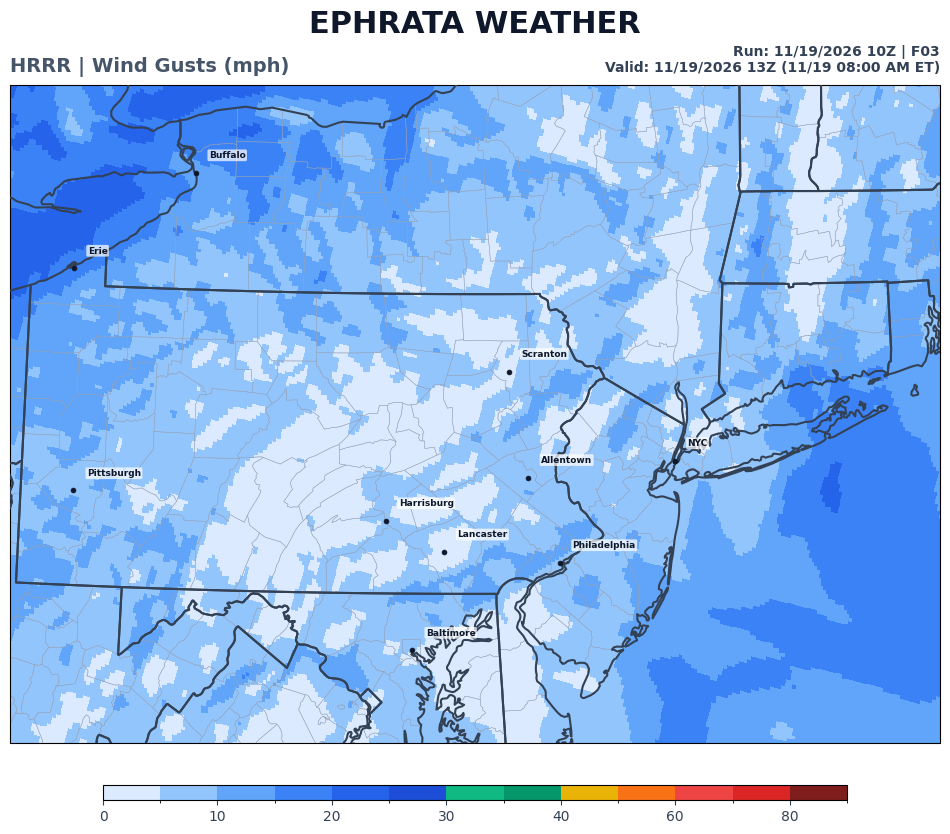 EPHRATA WEATHER
HRRR | Wind Gusts (mph)
Run: 11/19/2026 10Z | F03
Valid: 11/19/2026 13Z (11/19 08:00 AM ET)
Buffalo
Erie
Scranton
NYC
Allentown
Pittsburgh
Harrisburg
Lancaster
Philadelphia
Baltimore
0 10 20 30 40 50 60 70 80